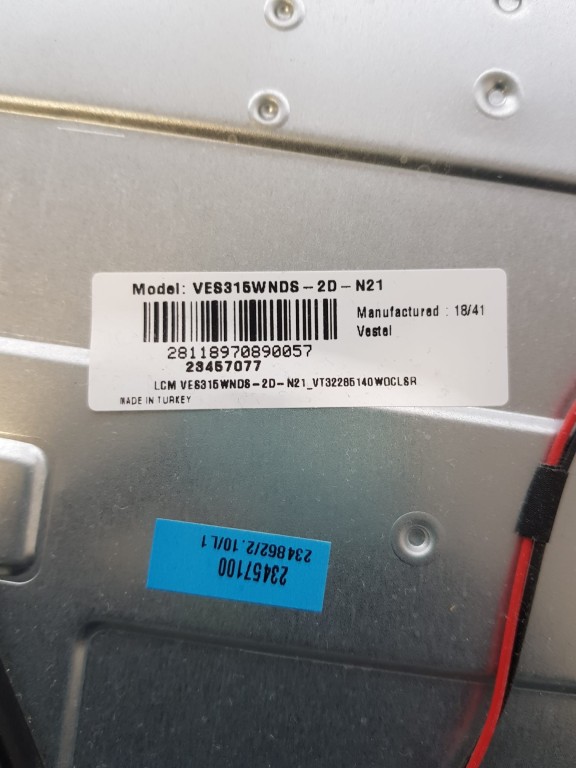 Model: VES315WNDS-2D-N21
Manufactured : 18/41
Vestel
28118970890057
23457077
LCM VES315WNDS-2D-N21_VT32285140WOCLSR
MADE IN TURKEY
23457100
234862/2.10/L1